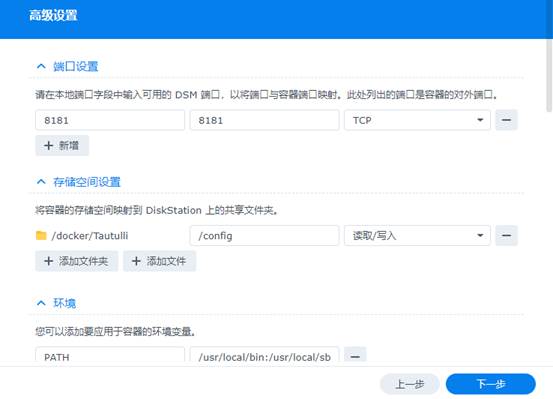 高级设置
端口设置
请在本地端口字段中输入可用的 DSM 端口，以将端口与容器端口映射。此处列出的端口是容器的对外端口。
8181 8181 TCP
新增
存储空间设置
将容器的存储空间映射到 DiskStation 上的共享文件夹。
/docker/Tautulli /config 读取/写入
添加文件夹 添加文件
环境
您可以添加要应用于容器的环境变量。
PATH /usr/local/bin:/usr/local/sb
上一步 下一步